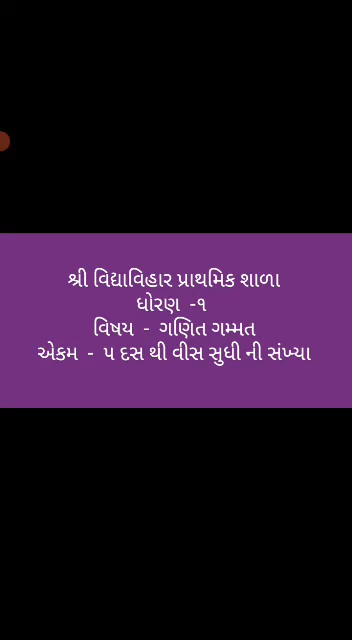 શ્રી વિદ્યાવિહાર પ્રાથમિક શાળા
ધોરણ -૧
વિષય - ગણિત ગમ્મત
એકમ - ૫ દસ થી વીસ સુધી ની સંખ્યા